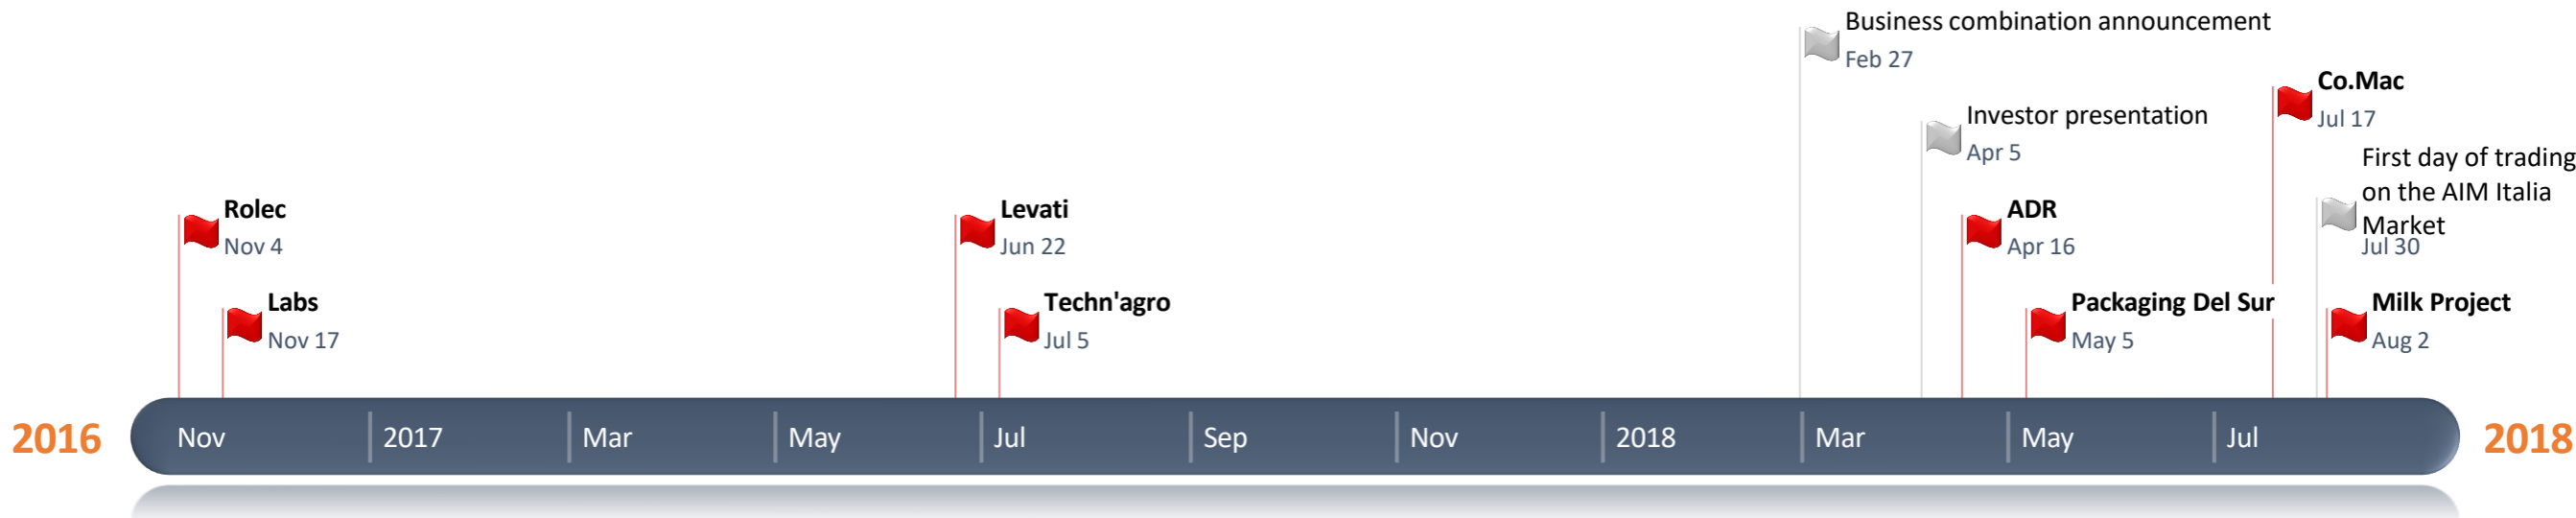 Business combination announcement
Feb 27
Co.Mac
Jul 17
Investor presentation
Apr 5
First day of trading
on the AIM Italia
Market
Jul 30
Rolec
Nov 4
Levati
Jun 22
ADR
Apr 16
Labs
Nov 17
Techn'agro
Jul 5
Packaging Del Sur
May 5
Milk Project
Aug 2
2016
Nov
2017
Mar
May
Jul
Sep
Nov
2018
Mar
May
Jul
2018